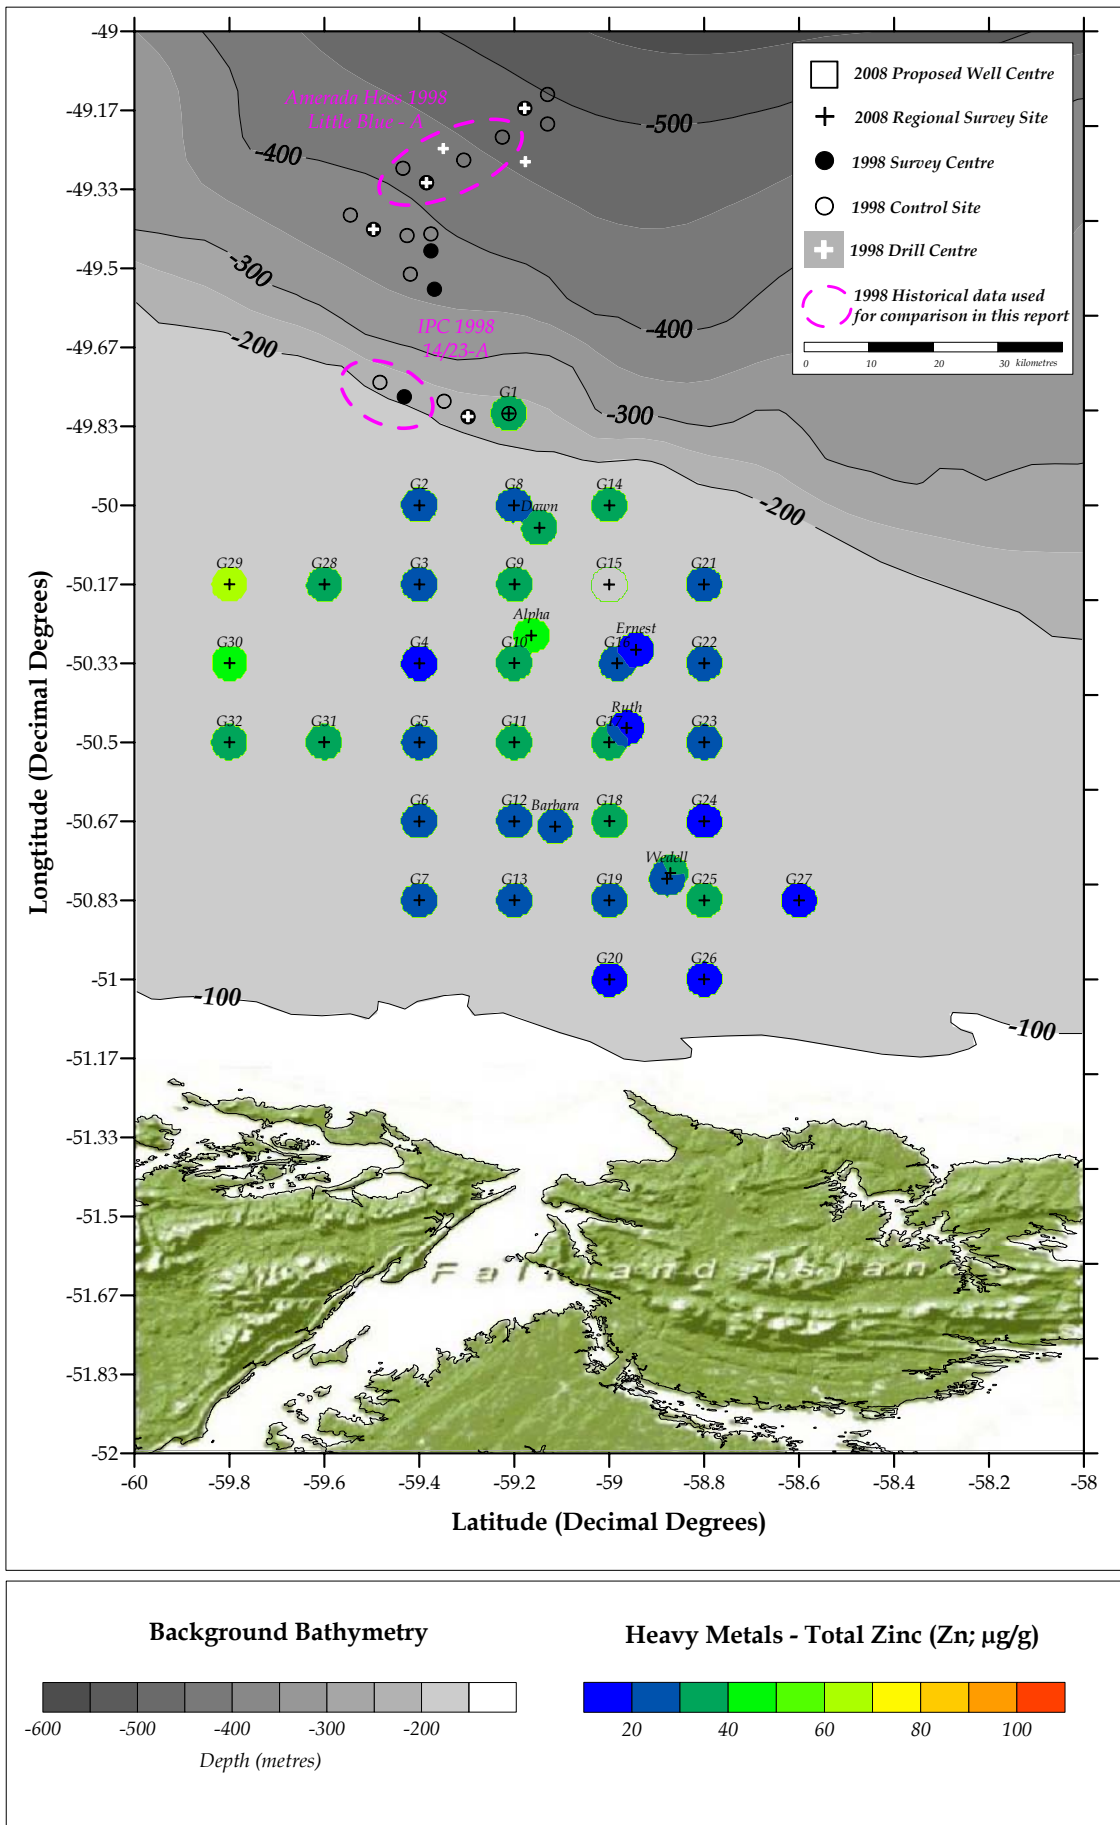 -49
-49.17
-49.33
-49.5
-49.67
-49.83
-50
-50.17
-50.33
-50.5
-50.67
-50.83
-51
-51.17
-51.33
-51.5
-51.67
-51.83
-52
Longtitude (Decimal Degrees)
Amerada Hess 1998
Little Blue - A
-500
-400
-300
-400
-200
IPC 1998
14/23-A
-300
-200
2008 Proposed Well Centre
2008 Regional Survey Site
1998 Survey Centre
1998 Control Site
1998 Drill Centre
1998 Historical data used
for comparison in this report
0 10 20 30 kilometres
G1
G2 G8 G14
Dawn
G29 G28 G3 G9 G15 G21
Alpha
Ernest
G30 G4 G10 G16 G22
Ruth
G32 G31 G5 G11 G17 G23
G6 G12 Barbara G18 G24
Wedell
G7 G13 G19 G25 G27
G20 G26
-100
-100
Falkland Islands
-60 -59.8 -59.6 -59.4 -59.2 -59 -58.8 -58.6 -58.4 -58.2 -58
Latitude (Decimal Degrees)
Background Bathymetry
-600 -500 -400 -300 -200
Depth (metres)
Heavy Metals - Total Zinc (Zn; µg/g)
20 40 60 80 100